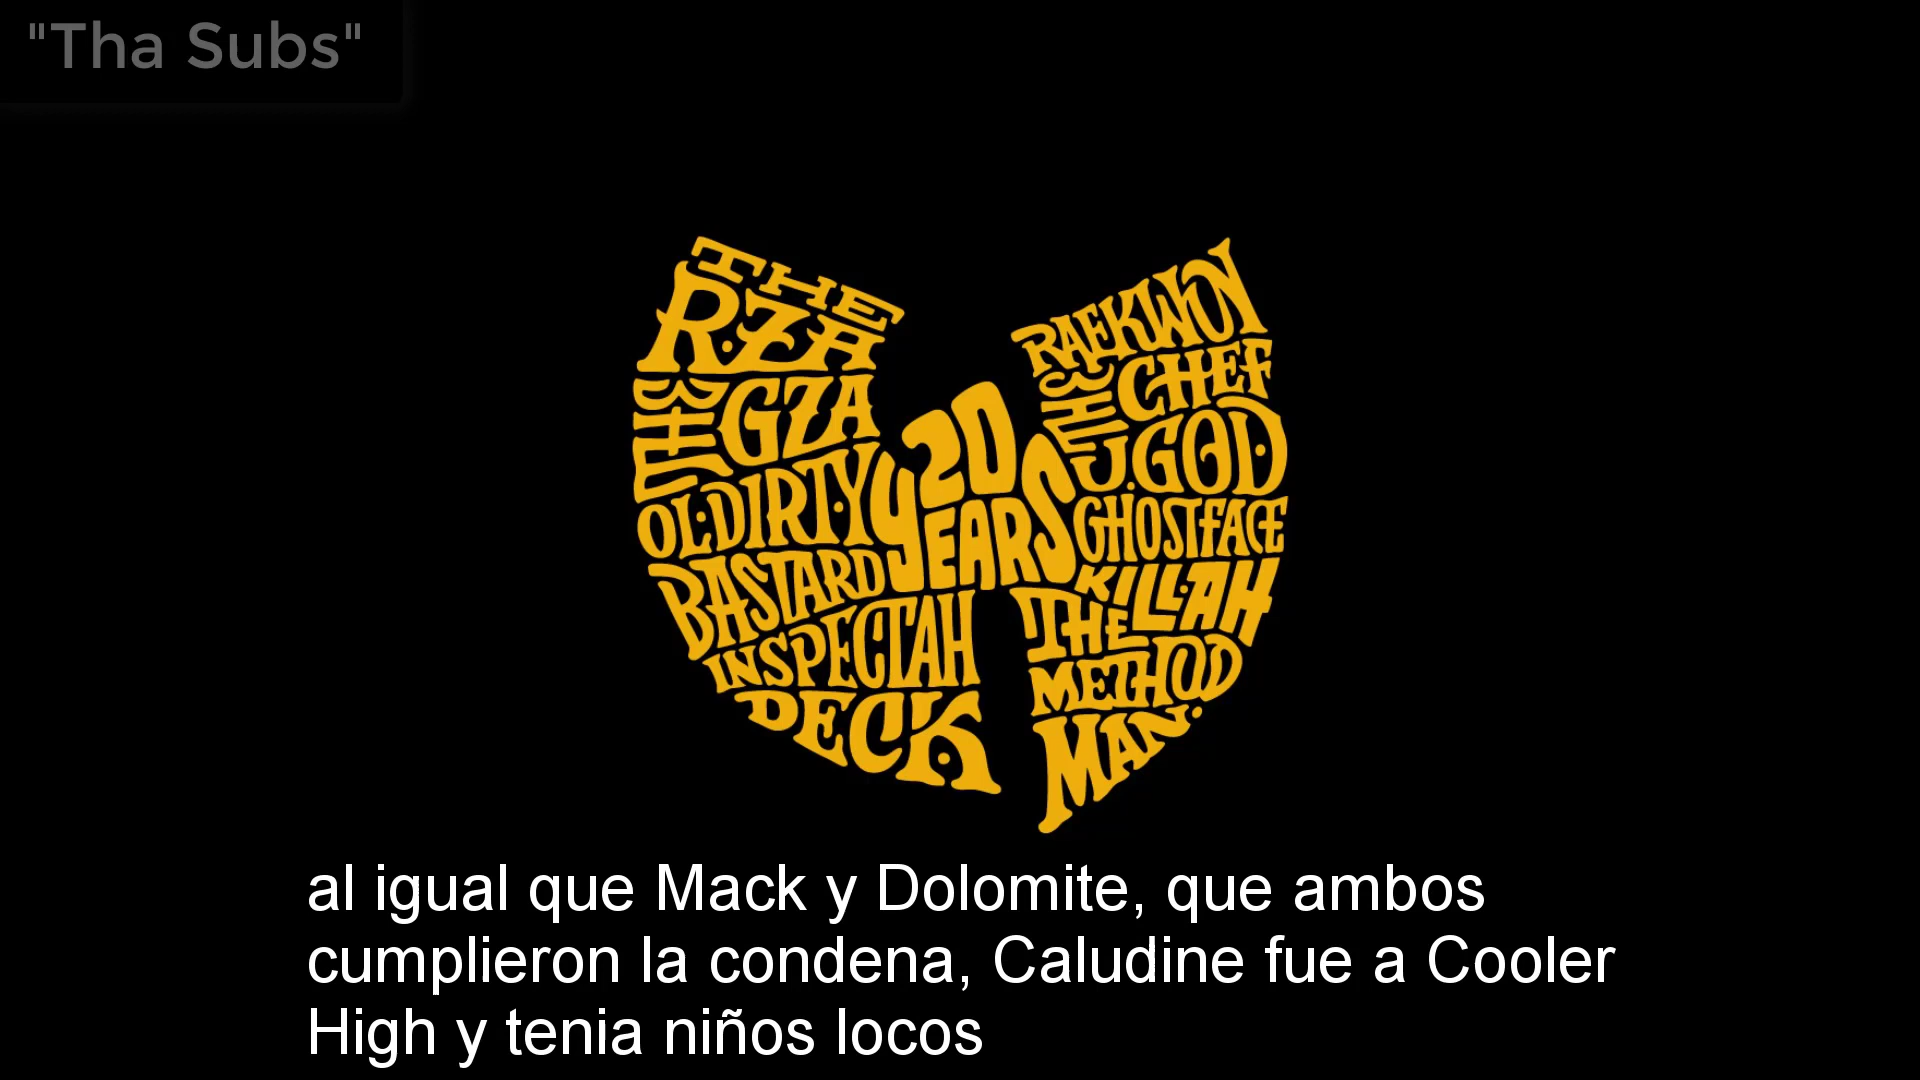 "Tha Subs"
THE
RZA
THE GZA
OL DIRTY
BASTARD
INSPECTAH
DECK
20
YEARS
RAEKWON
THE CHEF
U.GOD
GHOSTFACE
KILLAH
THE
METHOD
MAN
al igual que Mack y Dolomite, que ambos
cumplieron la condena, Caludine fue a Cooler
High y tenia niños locos